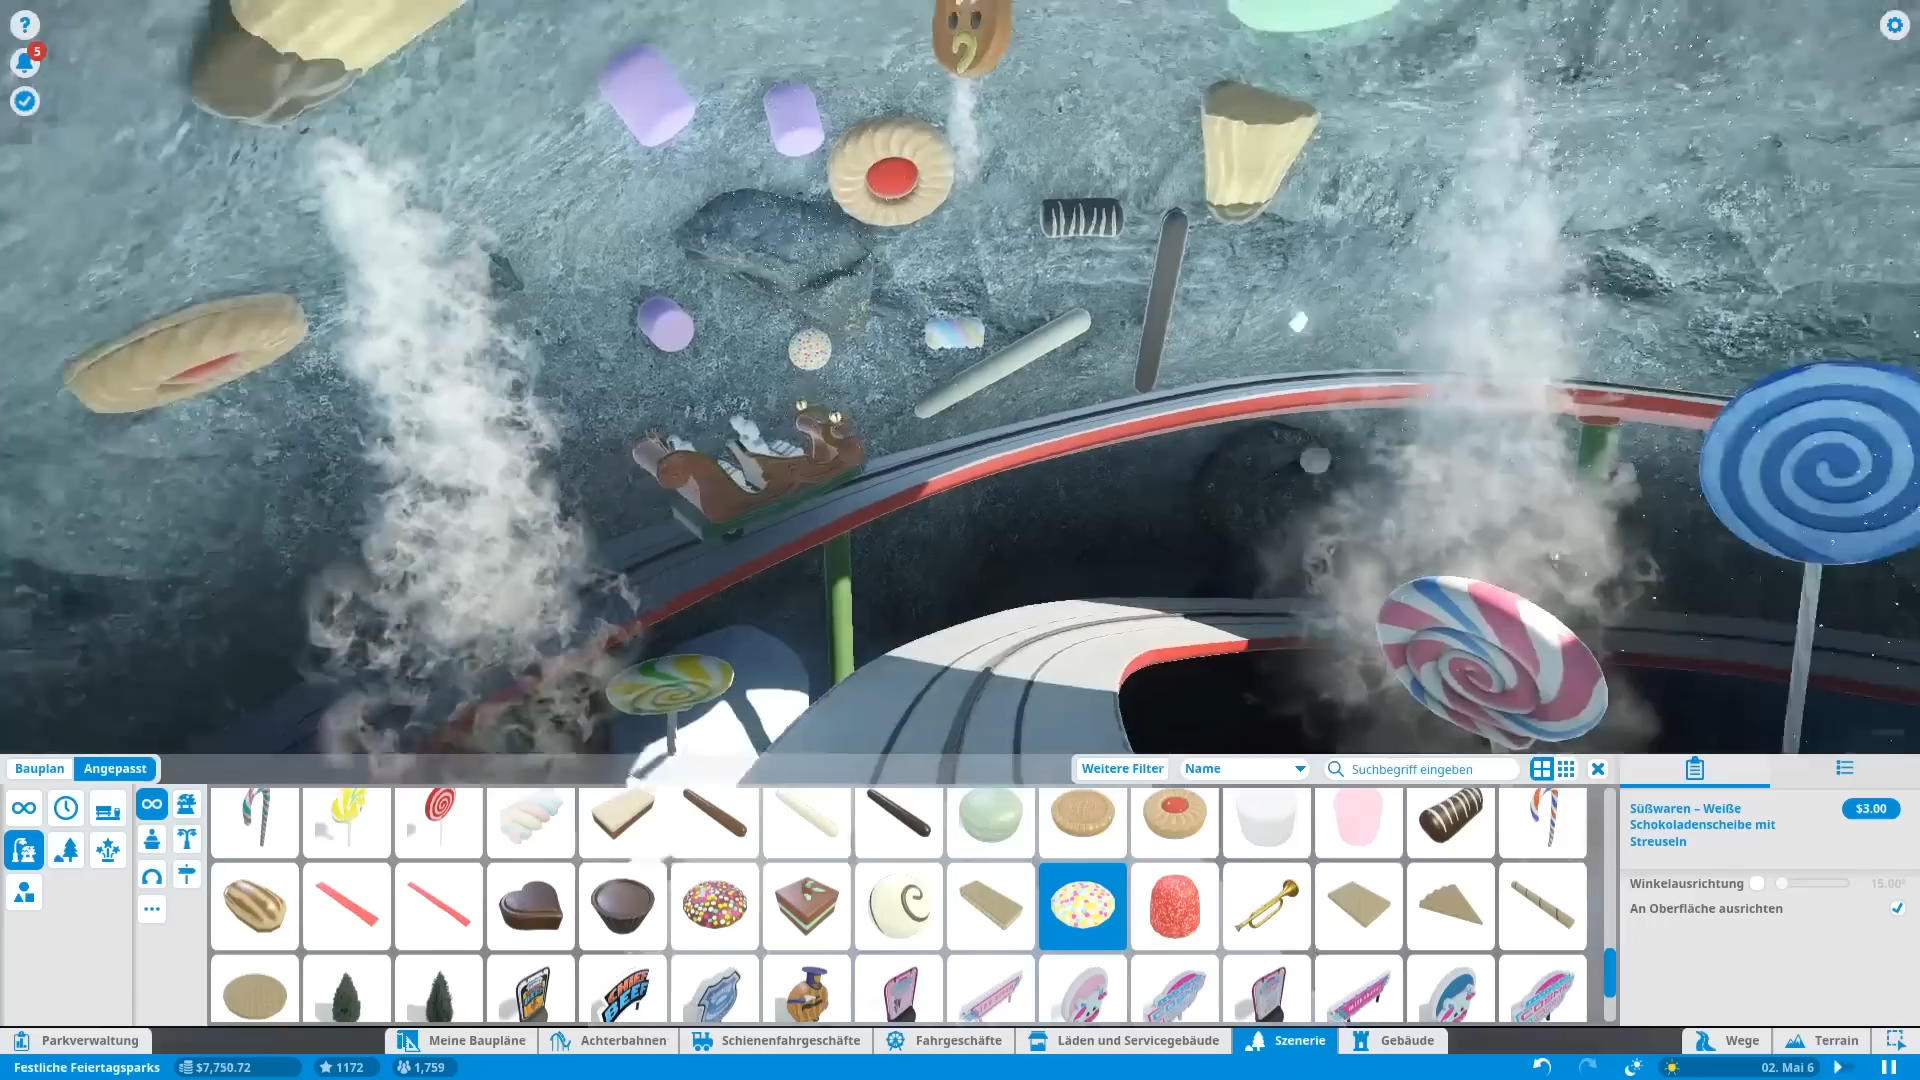 ?
5
Bauplan
Angepasst
Weitere Filter
Name
Suchbegriff eingeben
Süßwaren – Weiße
Schokoladenscheibe mit
Streuseln
$3.00
Winkelausrichtung
15.00°
An Oberfläche ausrichten
CHIEF
BEEF
Parkverwaltung
Meine Baupläne
Achterbahnen
Schienenfahrgeschäfte
Fahrgeschäfte
Läden und Servicegebäude
Szenerie
Gebäude
Wege
Terrain
Festliche Feiertagsparks
$7,750.72
1172
1,759
02. Mai 6